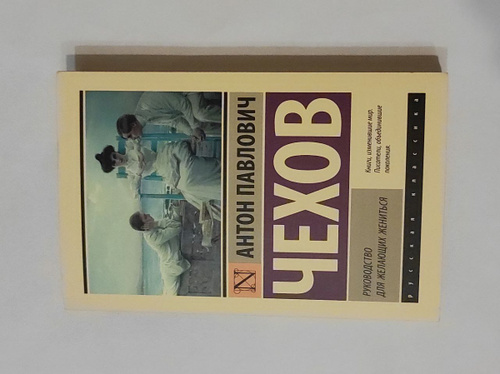 АНТОН ПАВЛОВИЧ
ЧЕХОВ
РУКОВОДСТВО
ДЛЯ ЖЕЛАЮЩИХ ЖЕНИТЬСЯ
Книги, изменившие мир.
Писатели, объединившие
поколения.
РУССКАЯ КЛАССИКА